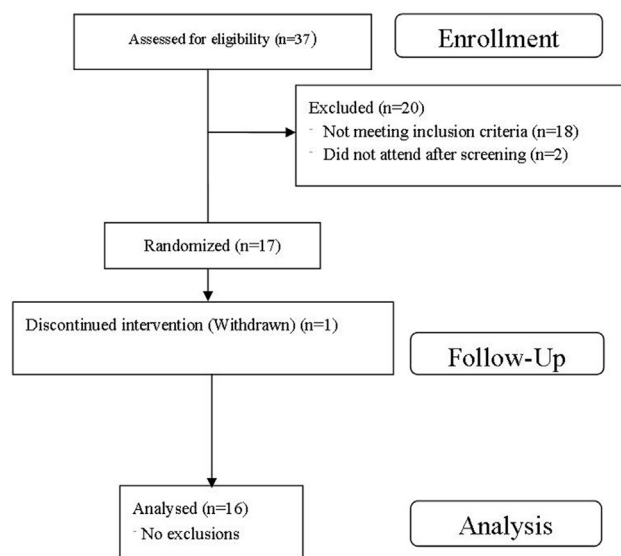 Assessed for eligibility (n=37)
Enrollment
Excluded (n=20)
- Not meeting inclusion criteria (n=18)
- Did not attend after screening (n=2)
Randomized (n=17)
Discontinued intervention (Withdrawn) (n=1)
Follow-Up
Analysed (n=16)
- No exclusions
Analysis